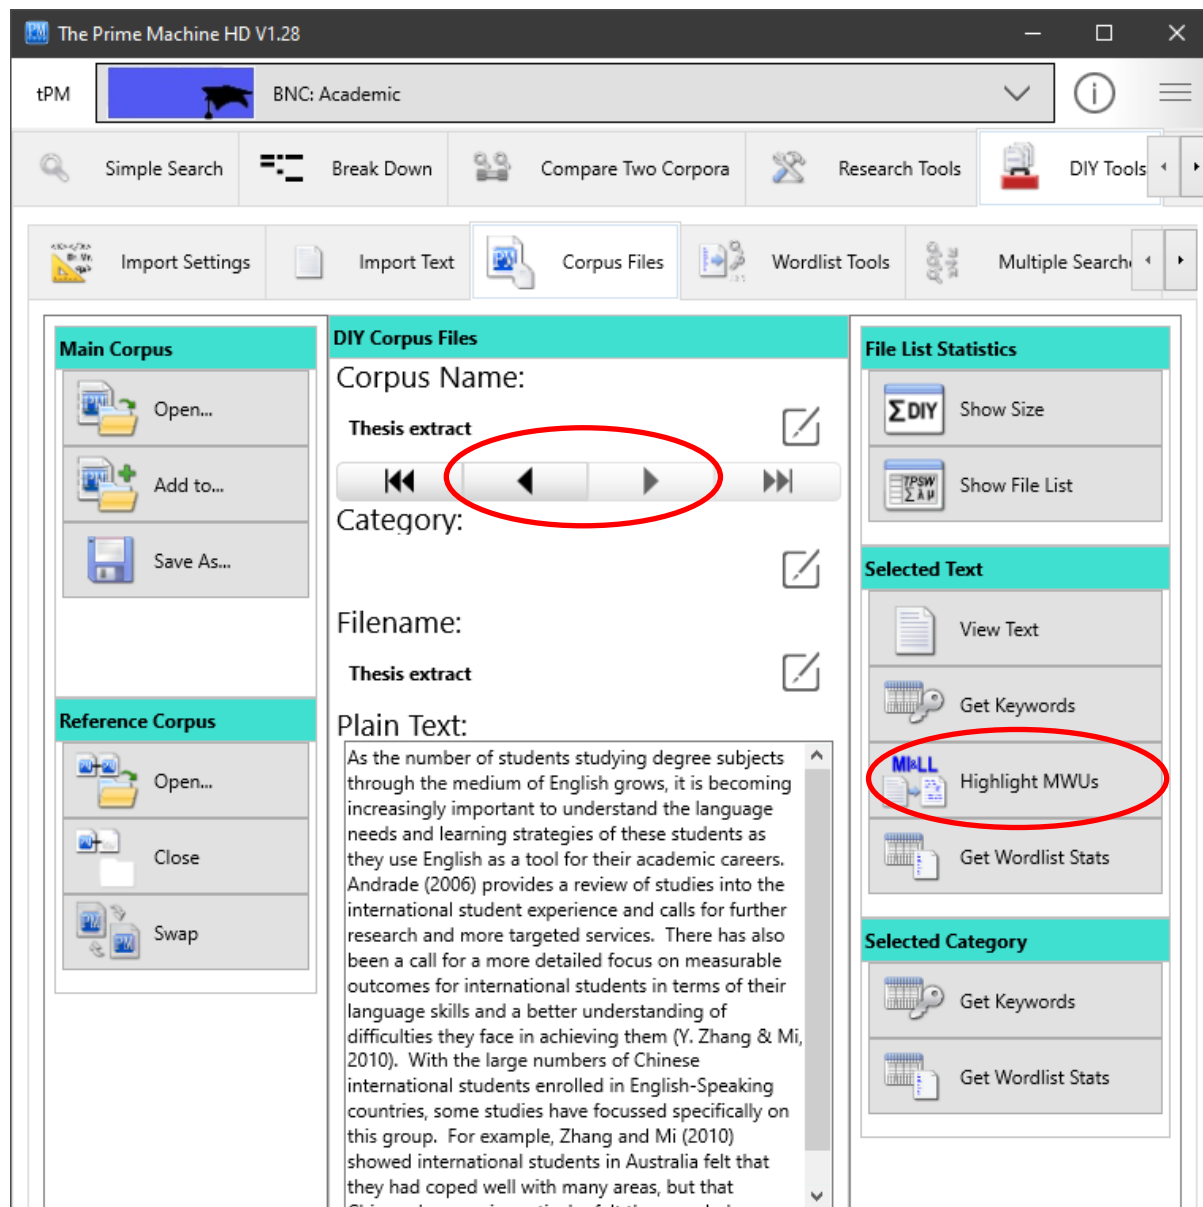 The Prime Machine HD V1.28
tPM
BNC: Academic
Simple Search
Break Down
Compare Two Corpora
Research Tools
DIY Tools
Import Settings
Import Text
Corpus Files
Wordlist Tools
Multiple Search
Main Corpus
Open...
Add to...
Save As...
Reference Corpus
Open...
Close
Swap
DIY Corpus Files
Corpus Name:
Thesis extract
Category:
Filename:
Thesis extract
Plain Text:
As the number of students studying degree subjects
through the medium of English grows, it is becoming
increasingly important to understand the language
needs and learning strategies of these students as
they use English as a tool for their academic careers.
Andrade (2006) provides a review of studies into the
international student experience and calls for further
research and more targeted services.  There has also
been a call for a more detailed focus on measurable
outcomes for international students in terms of their
language skills and a better understanding of
difficulties they face in achieving them (Y. Zhang & Mi,
2010).  With the large numbers of Chinese
international students enrolled in English-Speaking
countries, some studies have focussed specifically on
this group.  For example, Zhang and Mi (2010)
showed international students in Australia felt that
they had coped well with many areas, but that
File List Statistics
Σ DIY
Show Size
TPSW
Σ λ μ
Show File List
Selected Text
View Text
Get Keywords
MI&LL
Highlight MWUs
Get Wordlist Stats
Selected Category
Get Keywords
Get Wordlist Stats